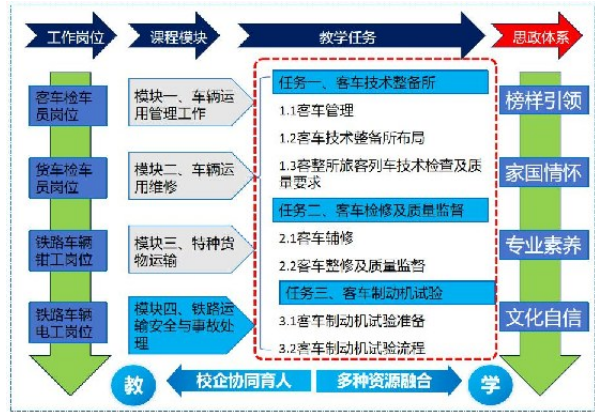 工作岗位
课程模块
教学任务
思政体系
客车检车
员岗位
货车检车
员岗位
铁路车辆
钳工岗位
铁路车辆
电工岗位
模块一、车辆运
用管理工作
模块二、车辆运
用维修
模块三、特种货
物运输
模块四、铁路运
输安全与事故处
理
任务一、客车技术整备所
1.1客车管理
1.2客车技术整备所布局
1.3客整所旅客列车技术检查及质
量要求
任务二、客车检修及质量监督
2.1客车辅修
2.2客车整修及质量监督
任务三、客车制动机试验
3.1客车制动机试验准备
3.2客车制动机试验流程
榜样引领
家国情怀
专业素养
文化自信
教
校企协同育人
多种资源融合
学